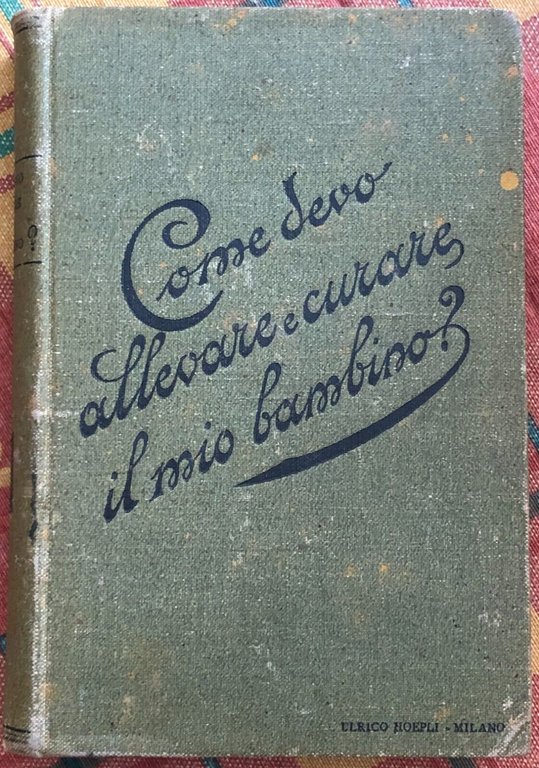 Come devo
allevare e curare
il mio bambino?
ULRICO HOEPLI - MILANO